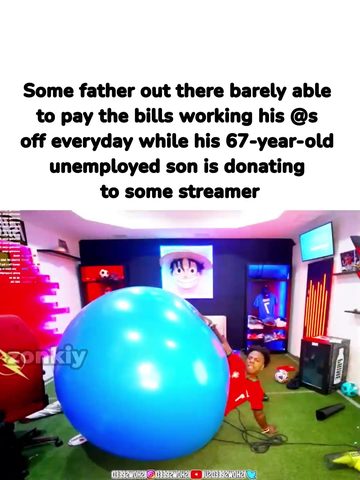 Some father out there barely able
to pay the bills working his @s
off everyday while his 67-year-old
unemployed son is donating
to some streamer
zonkiy